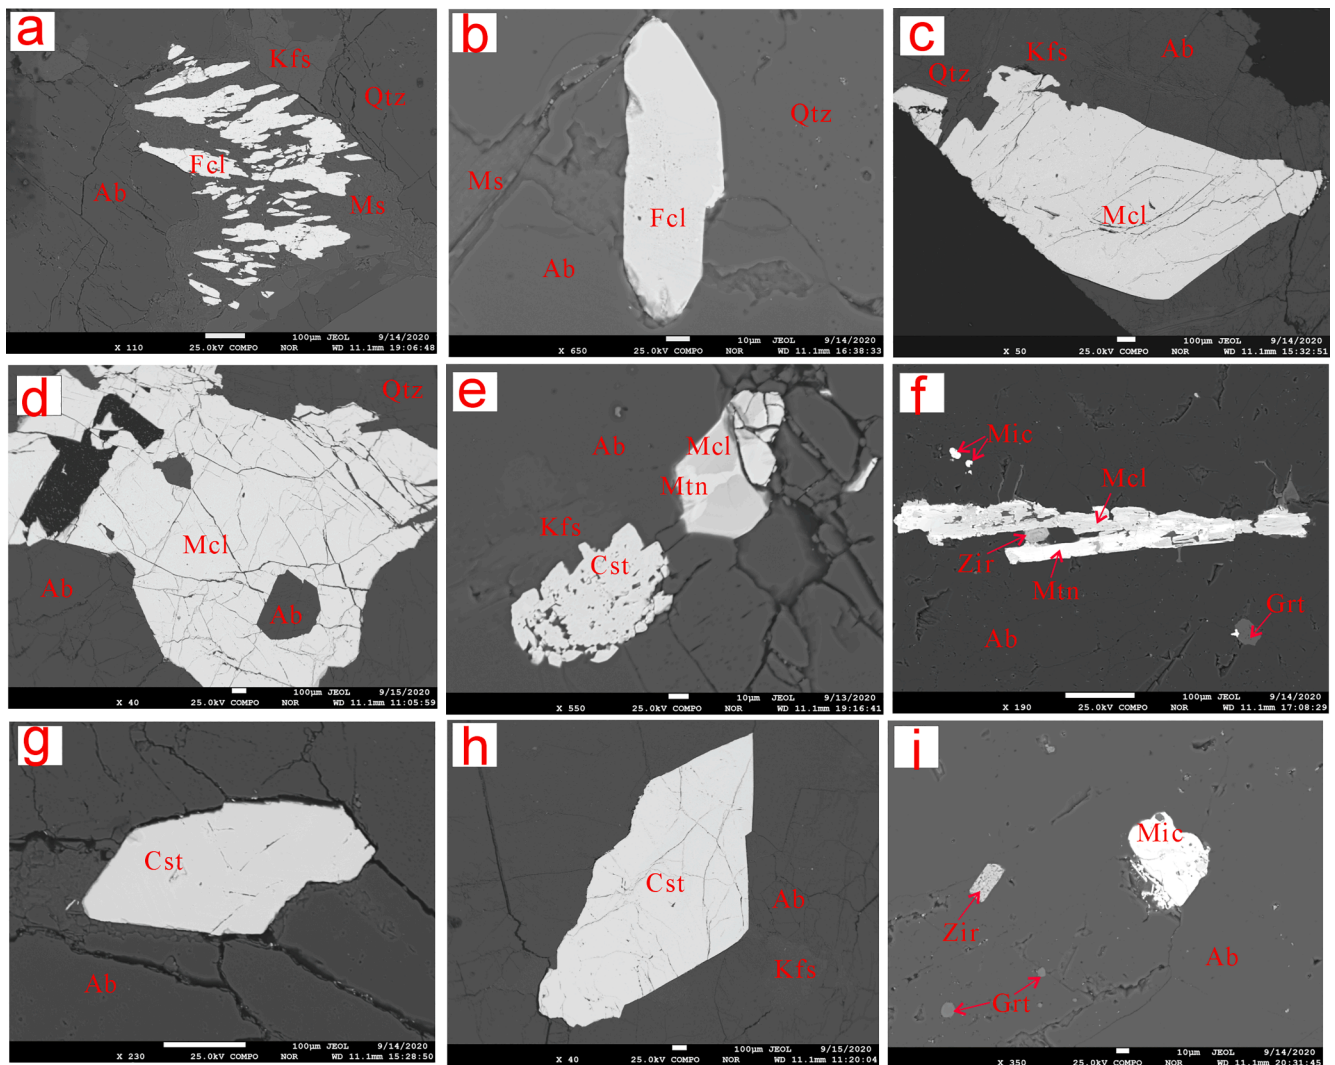 a
Kfs
Qtz
Fcl
Ab
Ms
100µm JEOL 9/14/2020
X 110 25.0kV COMPO NOR WD 11.1mm 19:06:48
b
Qtz
Ms
Fcl
Ab
10µm JEOL 9/14/2020
X 650 25.0kV COMPO NOR WD 11.1mm 16:38:33
c
Kfs
Ab
Qtz
Mcl
100µm JEOL 9/14/2020
X 50 25.0kV COMPO NOR WD 11.1mm 15:32:51
d
Qtz
Mcl
Ab
Ab
100µm JEOL 9/15/2020
X 40 25.0kV COMPO NOR WD 11.1mm 11:05:59
e
Ab
Mcl
Mtn
Kfs
Cst
10µm JEOL 9/13/2020
X 550 25.0kV COMPO NOR WD 11.1mm 19:16:41
f
Mic
Mcl
Zir
Mtn
Grt
Ab
100µm JEOL 9/14/2020
X 190 25.0kV COMPO NOR WD 11.1mm 17:08:29
g
Cst
Ab
100µm JEOL 9/14/2020
X 230 25.0kV COMPO NOR WD 11.1mm 15:28:50
h
Cst
Ab
Kfs
100µm JEOL 9/15/2020
X 40 25.0kV COMPO NOR WD 11.1mm 11:20:04
i
Mic
Zir
Ab
Grt
10µm JEOL 9/14/2020
X 350 25.0kV COMPO NOR WD 11.1mm 20:31:45